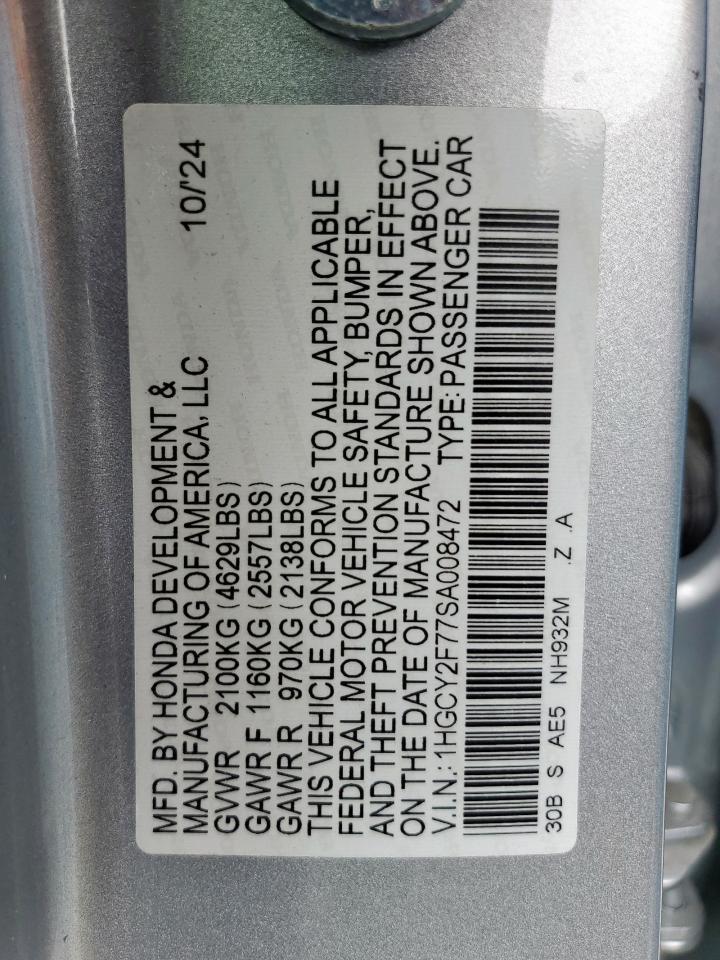 MFD. BY HONDA DEVELOPMENT &
MANUFACTURING OF AMERICA, LLC 10/'24
GVWR 2100KG (4629LBS)
GAWR F 1160KG (2557LBS)
GAWR R 970KG (2138LBS)
THIS VEHICLE CONFORMS TO ALL APPLICABLE
FEDERAL MOTOR VEHICLE SAFETY, BUMPER,
AND THEFT PREVENTION STANDARDS IN EFFECT
ON THE DATE OF MANUFACTURE SHOWN ABOVE.
V.I.N.: 1HGCY2F77SA008472 TYPE: PASSENGER CAR
30B S AE5 NH932M .Z .A